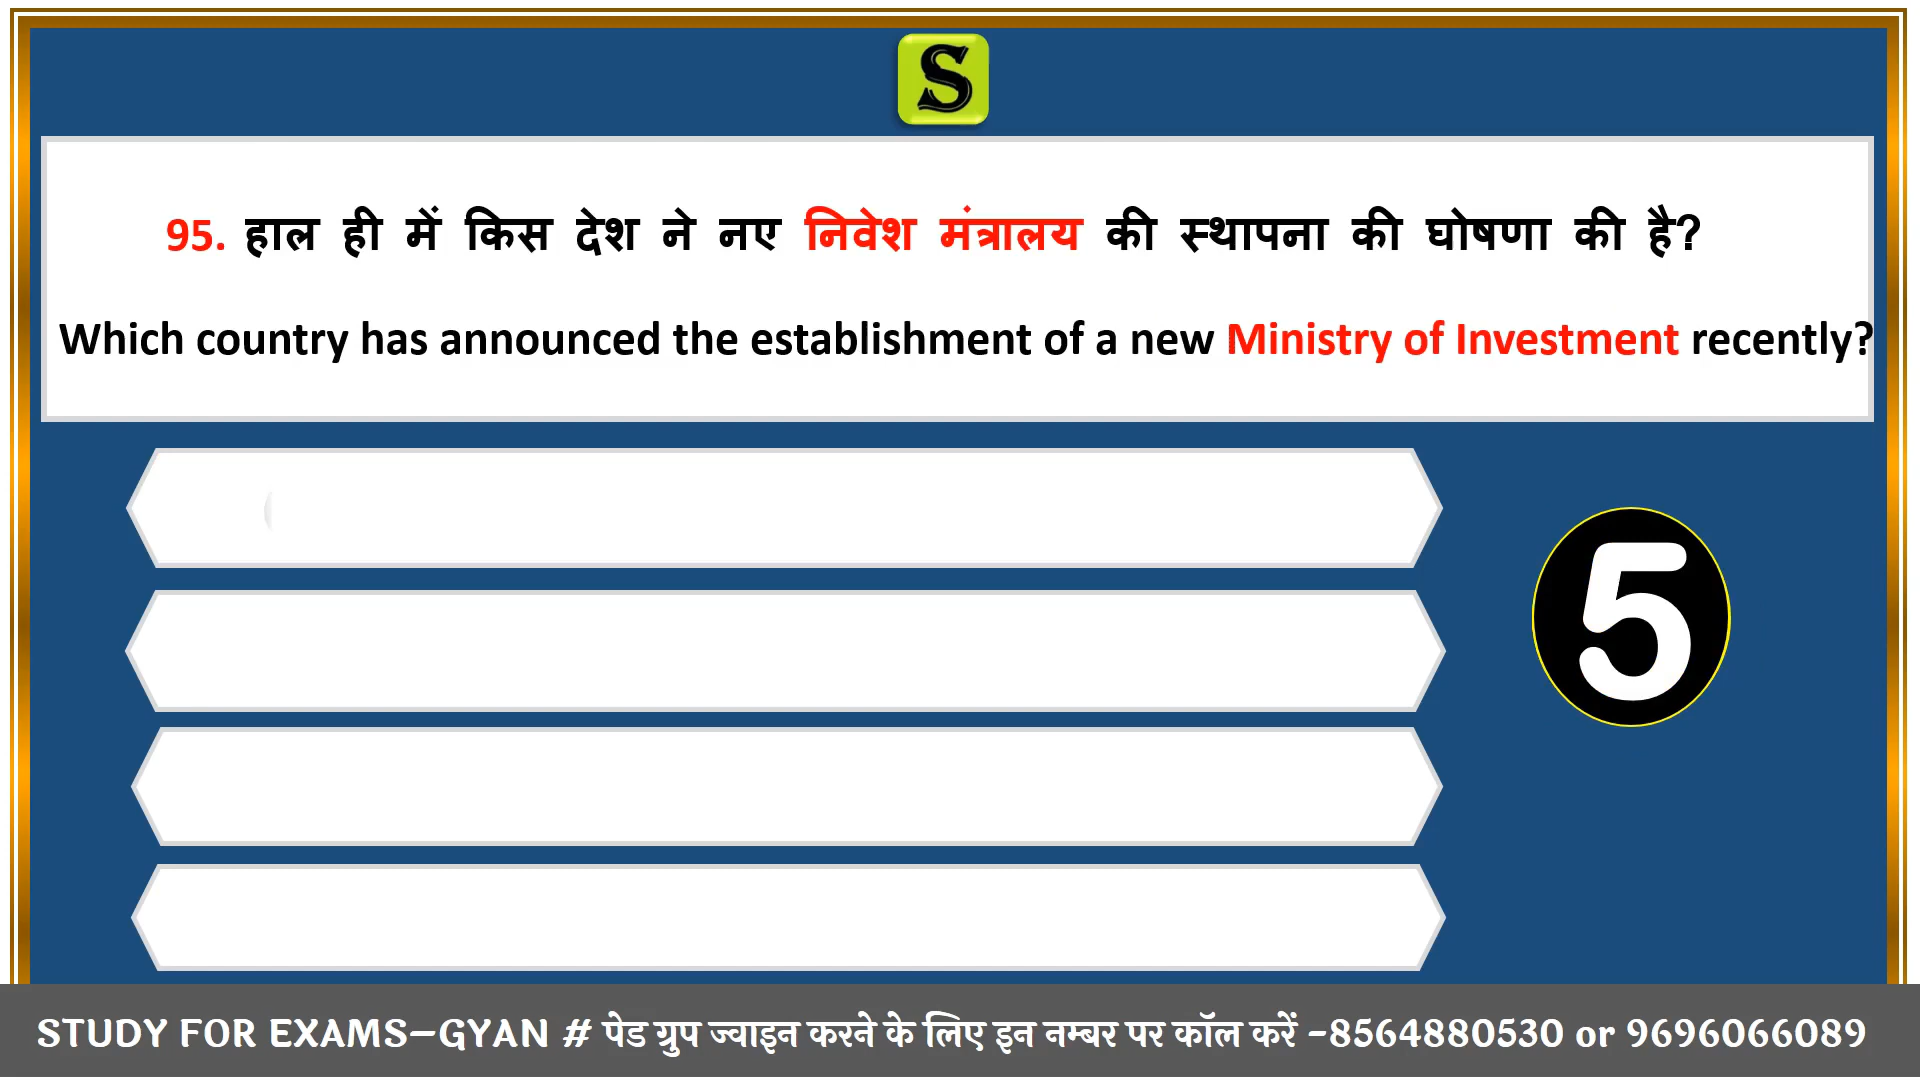 S
95. हाल ही में किस देश ने नए निवेश मंत्रालय की स्थापना की घोषणा की है?
Which country has announced the establishment of a new Ministry of Investment recently?
5
STUDY FOR EXAMS–GYAN # पेड ग्रुप ज्वाइन करने के लिए इन नम्बर पर कॉल करें -8564880530 or 9696066089